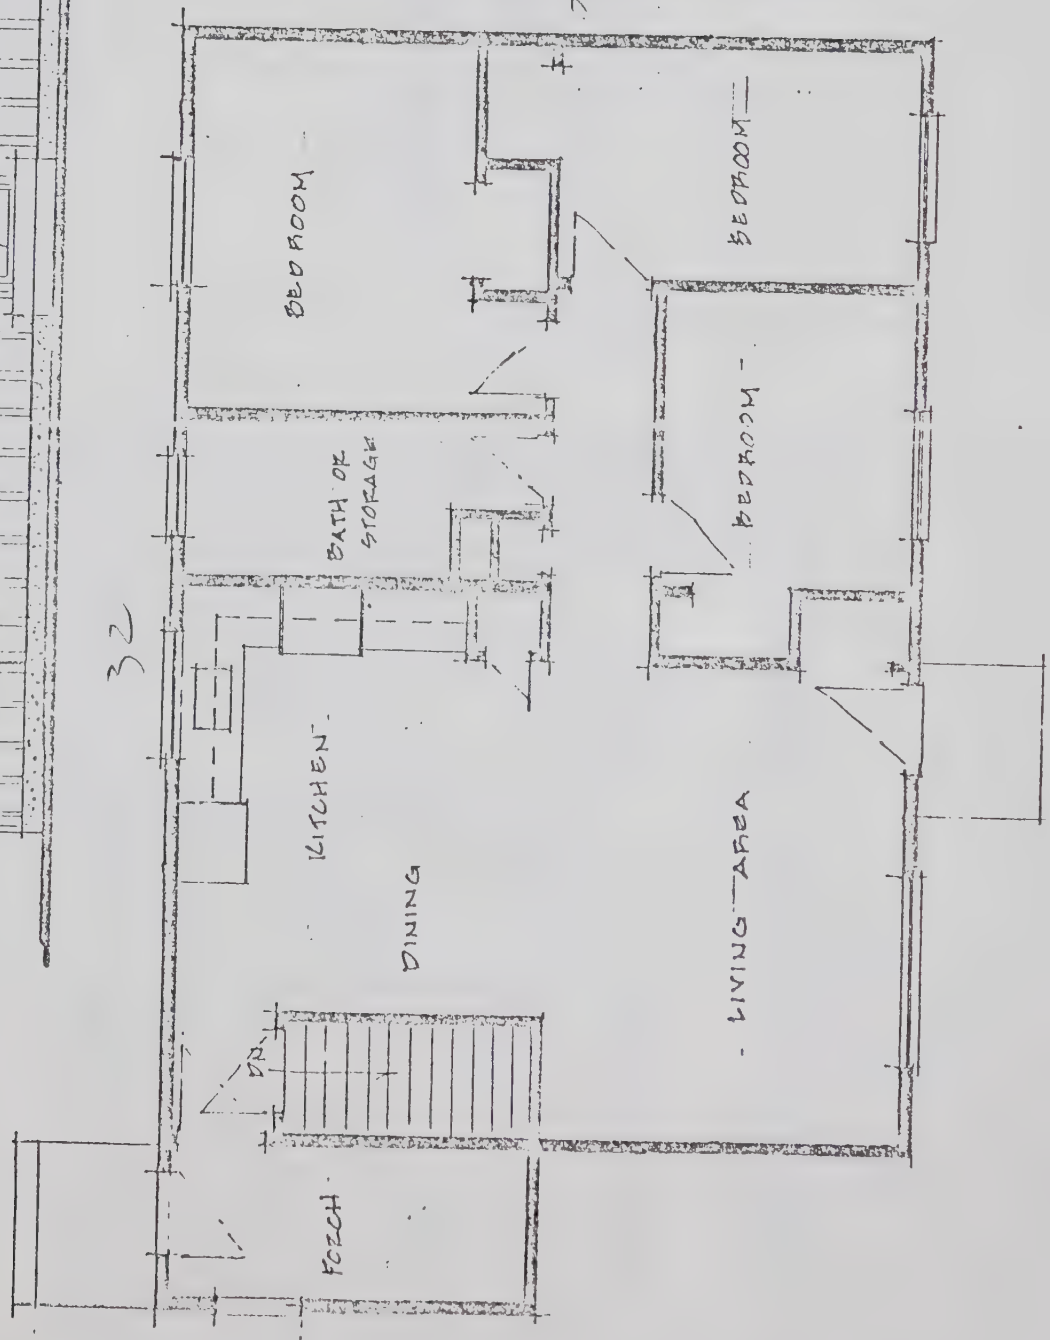 32
BEDROOM
BEDROOM
BATH OR
STORAGE
BEDROOM
KITCHEN
DINING
LIVING AREA
DN
PORCH